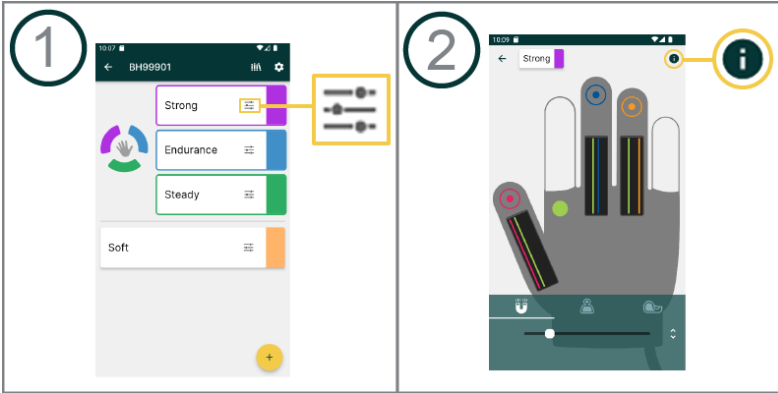 1
10:07
BH99901
Strong
Endurance
Steady
Soft
+
2
10:09
Strong
i
i